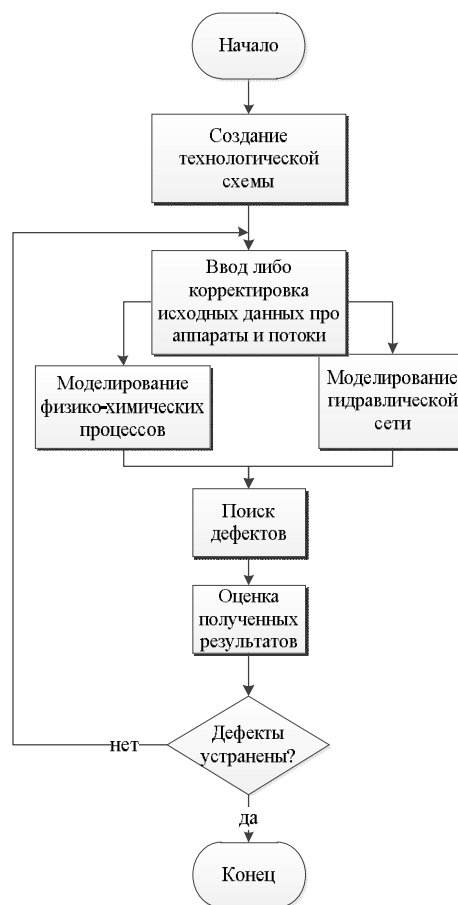 Начало
Создание
технологической
схемы
Ввод либо
корректировка
исходных данных про
аппараты и потоки
Моделирование
физико-химических
процессов
Моделирование
гидравлической
сети
Поиск
дефектов
Оценка
полученных
результатов
Дефекты
устранены?
нет
да
Конец